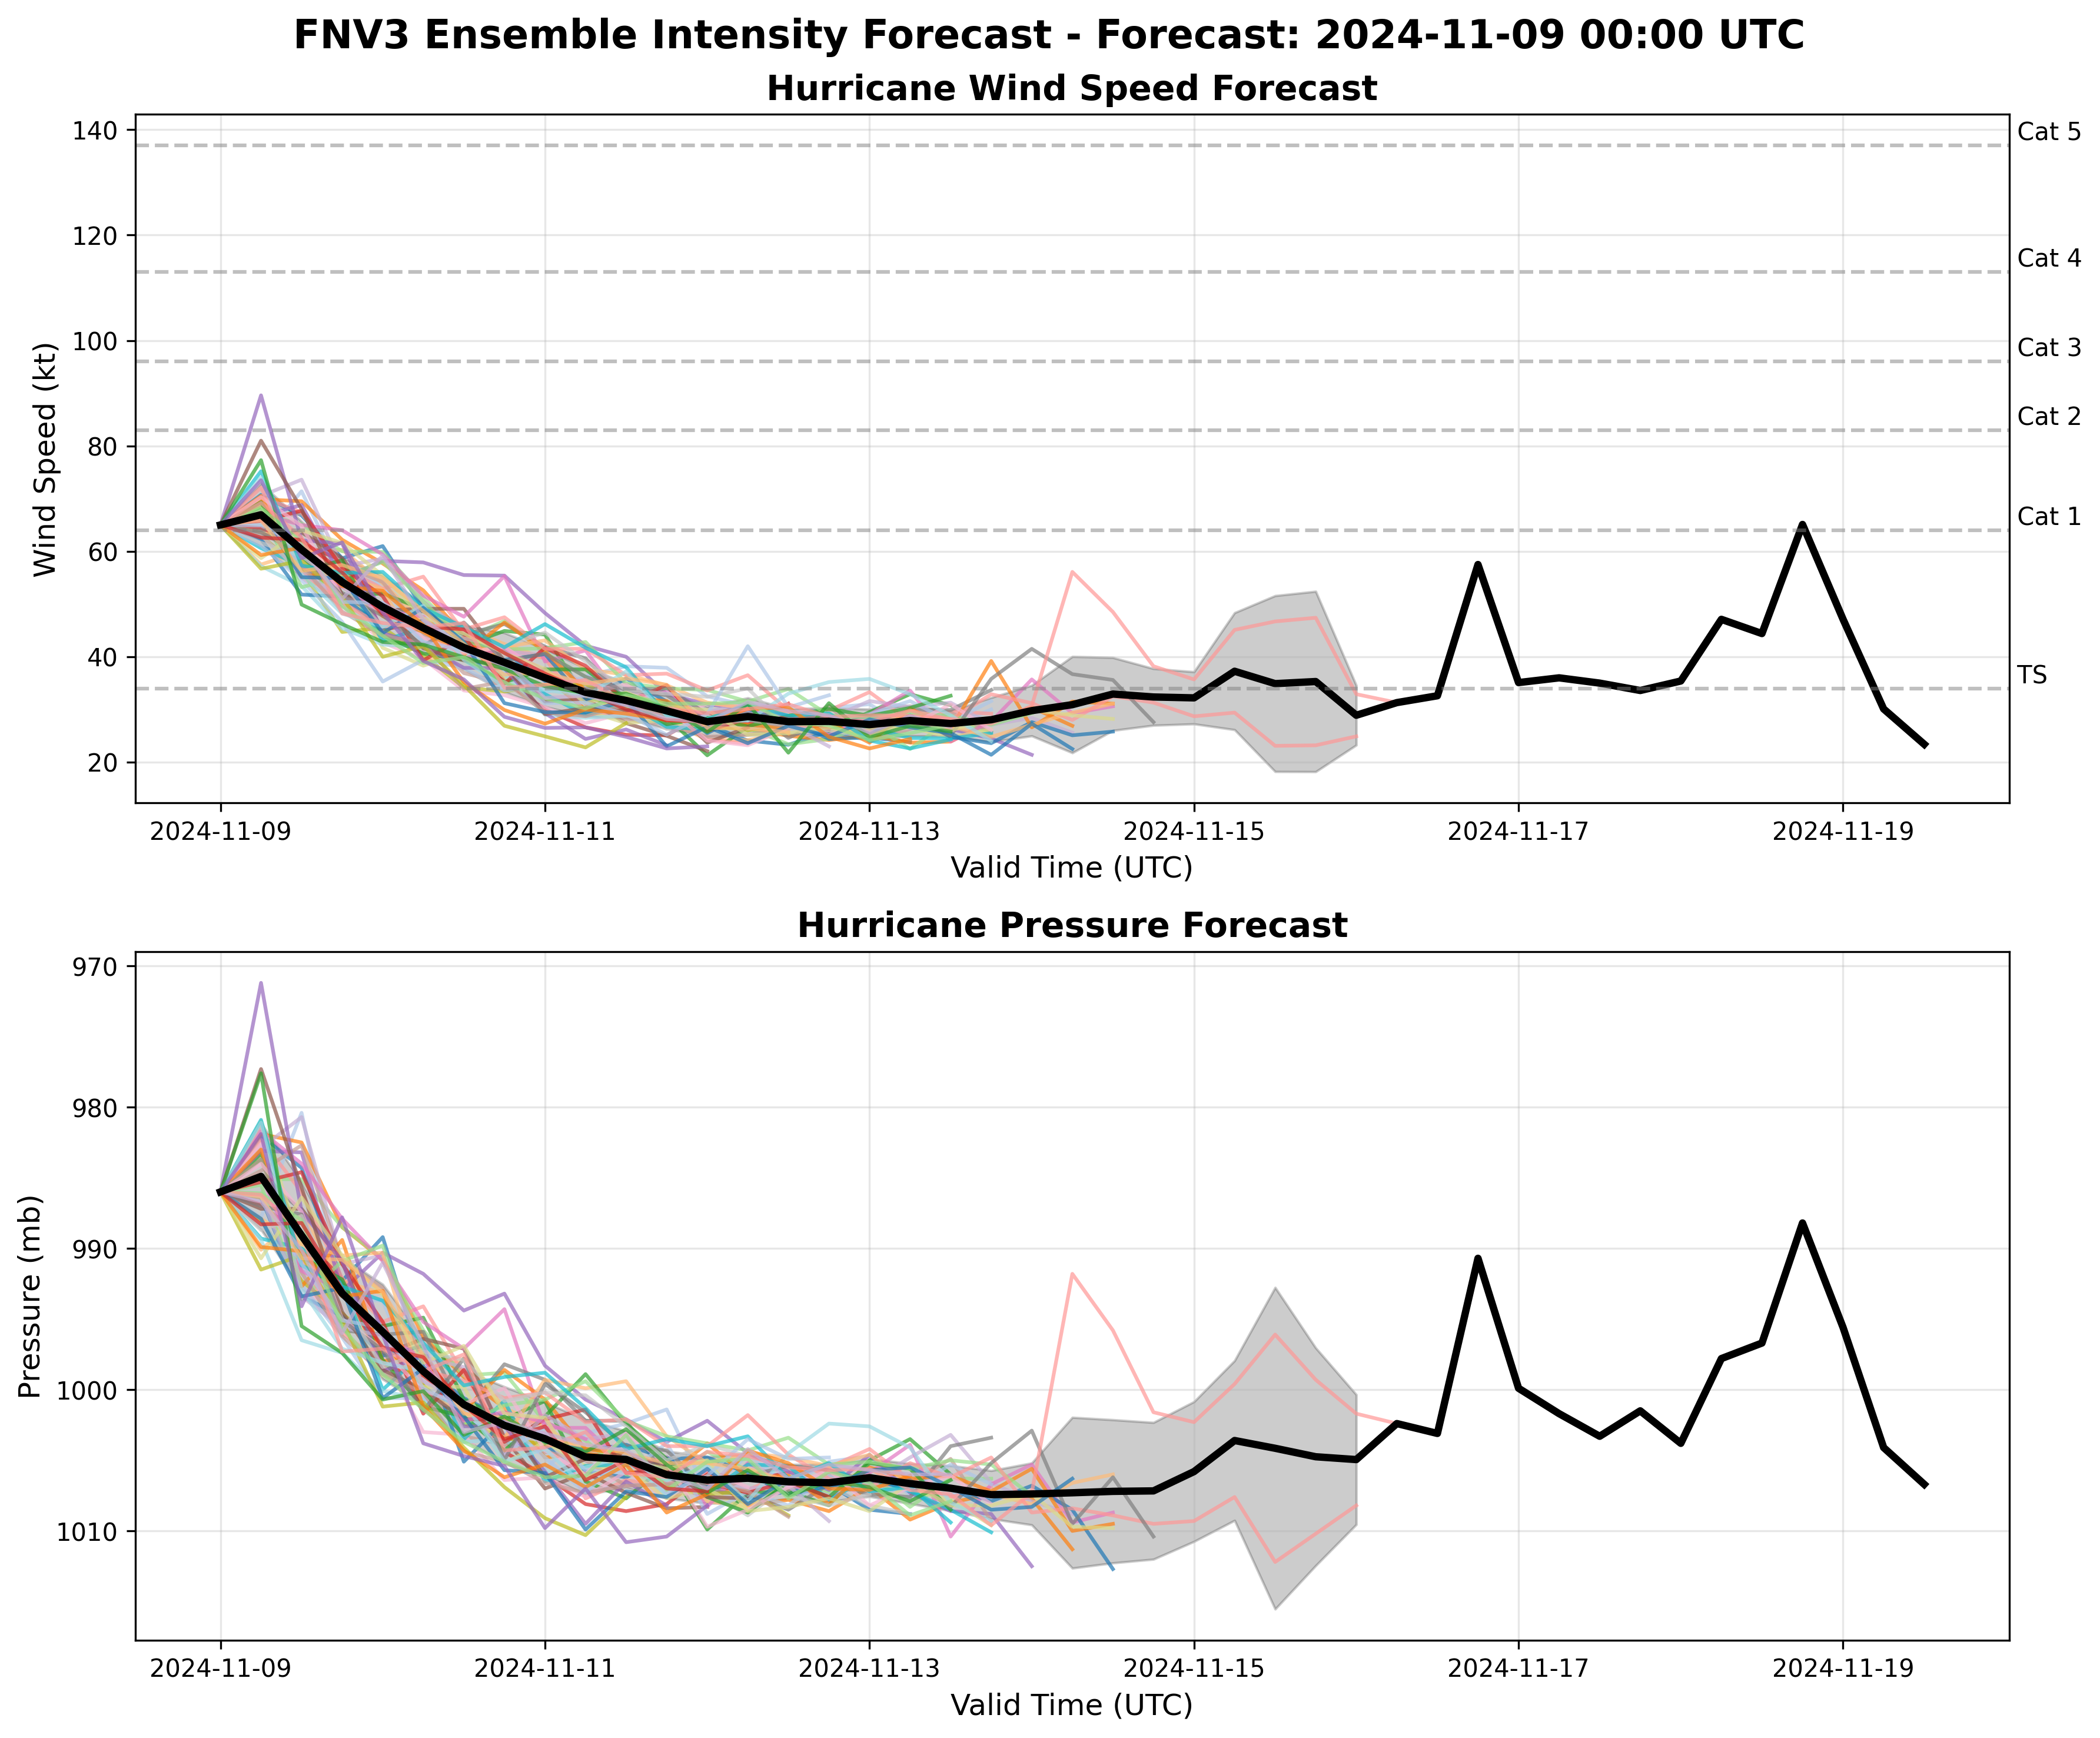 FNV3 Ensemble Intensity Forecast - Forecast: 2024-11-09 00:00 UTC
Hurricane Wind Speed Forecast
Wind Speed (kt)
140
120
100
80
60
40
20
Cat 5
Cat 4
Cat 3
Cat 2
Cat 1
TS
2024-11-09
2024-11-11
2024-11-13
2024-11-15
2024-11-17
2024-11-19
Valid Time (UTC)
Hurricane Pressure Forecast
Pressure (mb)
970
980
990
1000
1010
2024-11-09
2024-11-11
2024-11-13
2024-11-15
2024-11-17
2024-11-19
Valid Time (UTC)